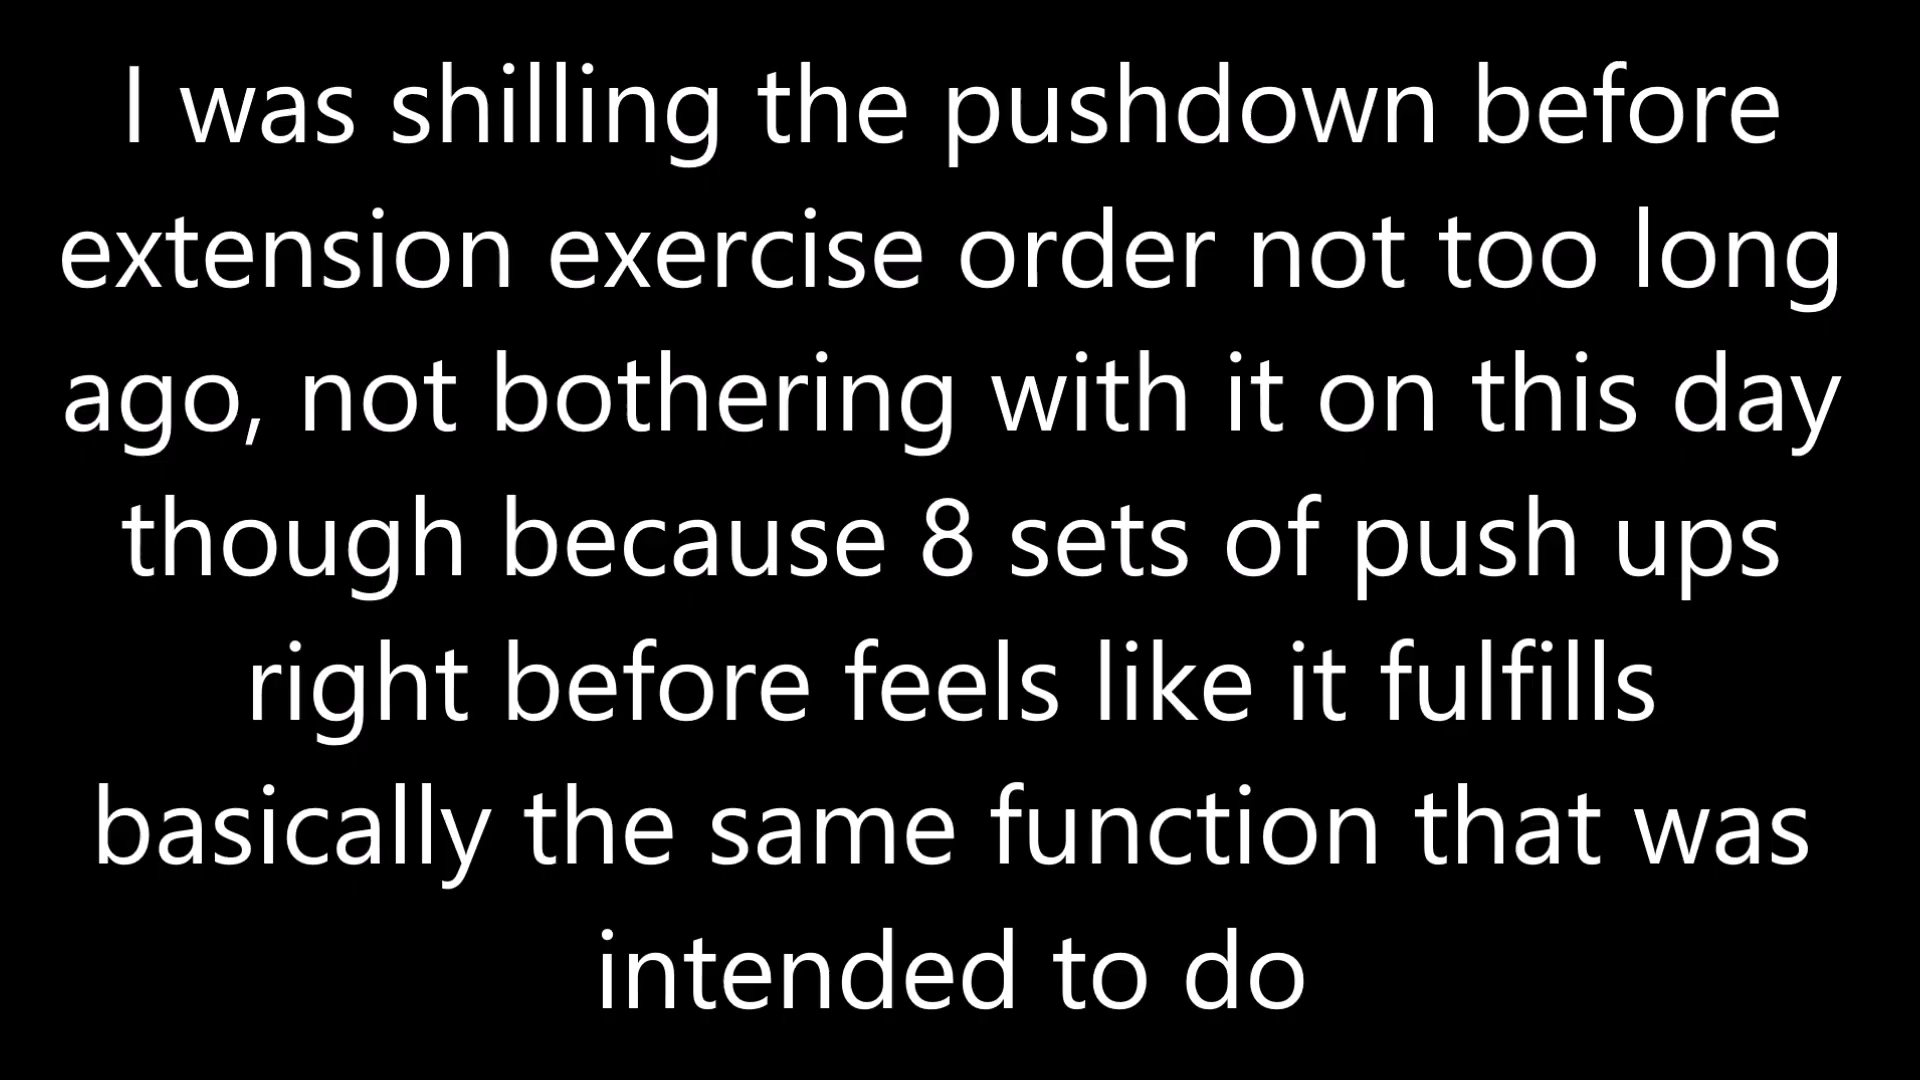 I was shilling the pushdown before
extension exercise order not too long
ago, not bothering with it on this day
though because 8 sets of push ups
right before feels like it fulfills
basically the same function that was
intended to do